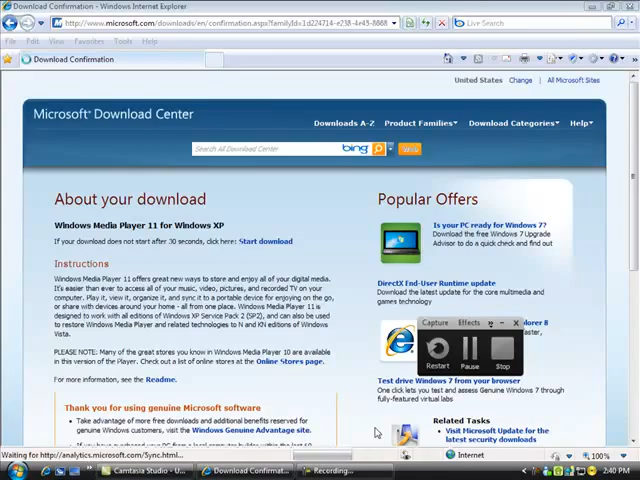 Download Confirmation - Windows Internet Explorer
http://www.microsoft.com/downloads/en/confirmation.aspx?familyId=1d224714-e238-4e45-8668
Live Search
File Edit View Favorites Tools Help
Download Confirmation
Page Safety Tools
United States Change | All Microsoft Sites
Microsoft Download Center
Downloads A-Z Product Families Download Categories Help
Search All Download Center bing Web
About your download
Windows Media Player 11 for Windows XP
If your download does not start after 30 seconds, click here: Start download
Instructions
Windows Media Player 11 offers great new ways to store and enjoy all of your digital media.
It's easier than ever to access all of your music, video, pictures, and recorded TV on your
computer. Play it, view it, organize it, and sync it to a portable device for enjoying on the go,
or share with devices around your home - all from one place. Windows Media Player 11 is
designed to work with all editions of Windows XP Service Pack 2 (SP2), and can also be used
to restore Windows Media Player and related technologies to N and KN editions of Windows
Vista.
PLEASE NOTE: Many of the great stores you know in Windows Media Player 10 are available
in this version of the Player. Check out a list of online stores at the Online Stores page.
For more information, see the Readme.
Thank you for using genuine Microsoft software
Take advantage of more free downloads and additional benefits reserved for
genuine Windows customers, visit the
Windows Genuine Advantage site.
Popular Offers
Is your PC ready for Windows 7?
Download the free Windows 7 Upgrade
Advisor to do a quick check and find out
DirectX End-User Runtime update
Download the latest update for the core multimedia and
games technology
plorer 8
Capture Effects
Restart Pause Stop
Test drive Windows 7 from your browser
One click lets you test and assess Genuine Windows 7 through
fully-featured virtual labs
Related Tasks
Visit Microsoft Update for the
latest security downloads
Waiting for http://analytics.microsoft.com/Sync.html...
Internet
100%
Start
Camtasia Studio - U...
Download Confirmat...
Recording...
2:40 PM